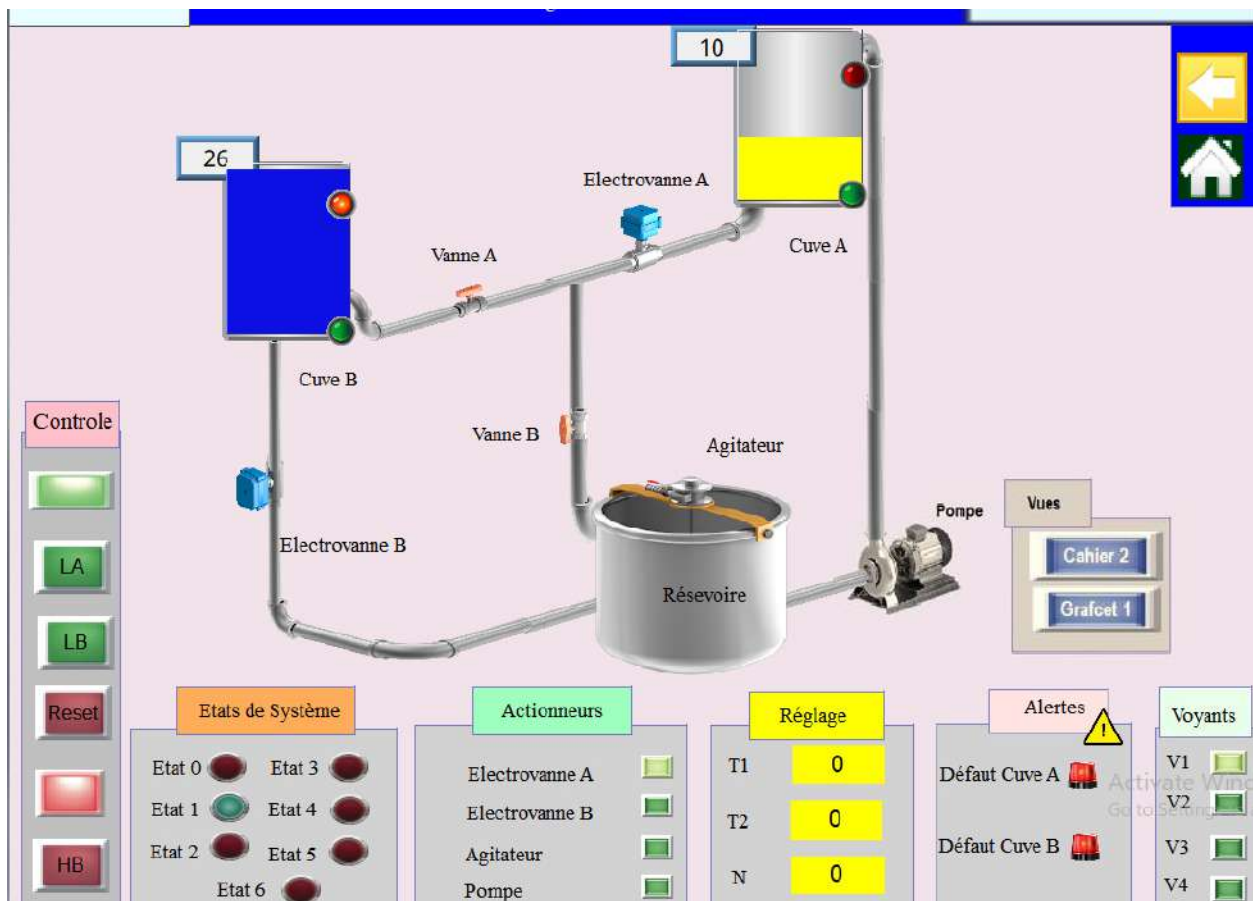 10
26
Electrovanne A
Vanne A
Cuve A
Cuve B
Controle
Vanne B
Agitateur
Pompe
Vues
Electrovanne B
Cahier 2
LA
Résevoire
Grafcet 1
LB
Reset
Etats de Système
Actionneurs
Réglage
Alertes
Voyants
Etat 0
Etat 3
Electrovanne A
T1
0
Défaut Cuve A
V1
Activate Wind
Etat 1
Etat 4
Electrovanne B
T2
0
V2
Etat 2
Etat 5
Agitateur
Défaut Cuve B
V3
HB
Etat 6
Pompe
N
0
V4